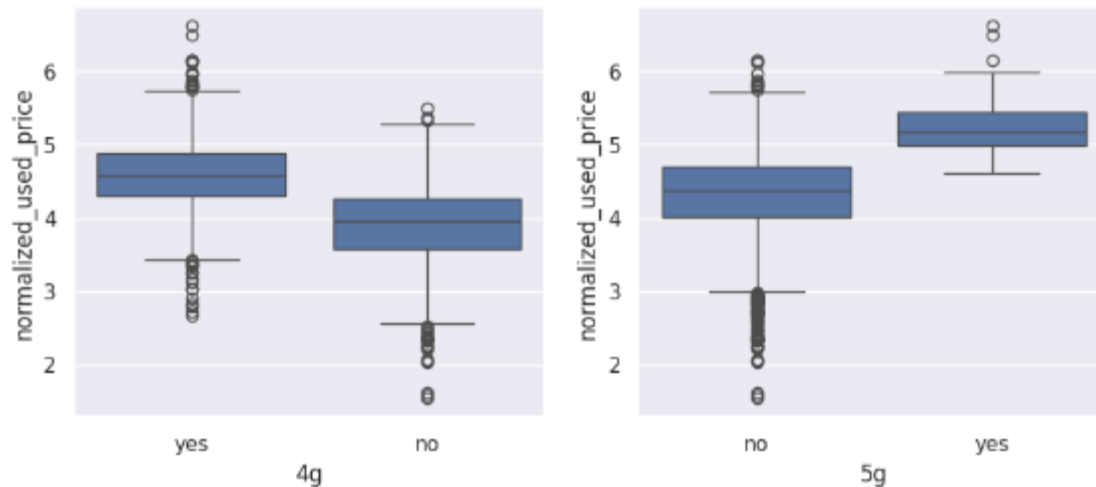 normalized_used_price
6
5
4
3
2
yes
no
4g
normalized_used_price
6
5
4
3
2
no
yes
5g